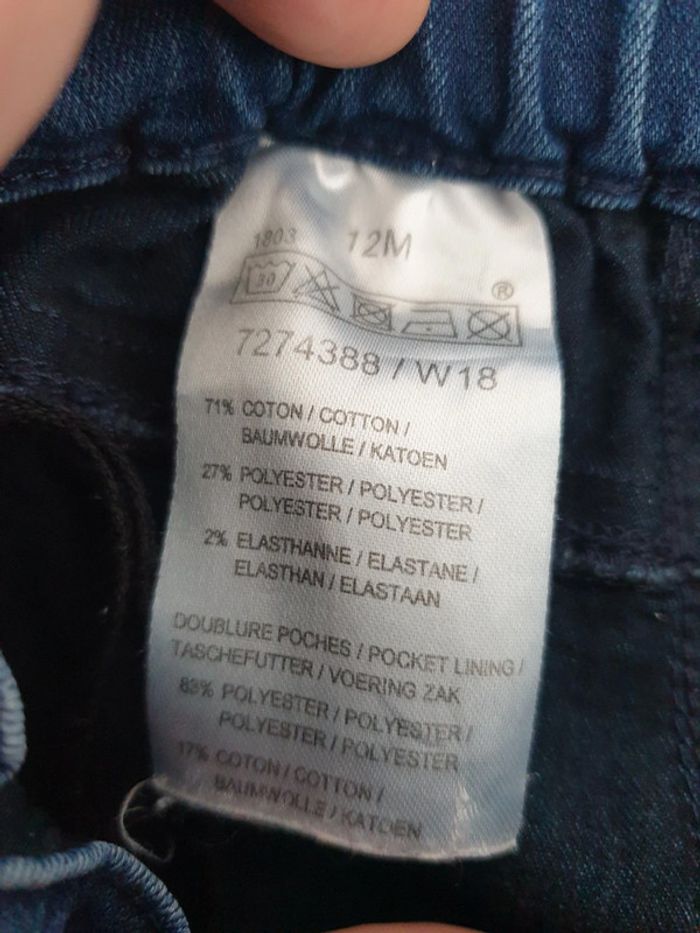 1803 12M
30
®
7274388 / W18
71% COTON / COTTON /
BAUMWOLLE / KATOEN
27% POLYESTER / POLYESTER /
POLYESTER / POLYESTER
2% ELASTHANNE / ELASTANE /
ELASTHAN / ELASTAAN
DOUBLURE POCHES / POCKET LINING /
TASCHEFUTTER / VOERING ZAK
83% POLYESTER / POLYESTER /
POLYESTER / POLYESTER
17% COTON / COTTON /
BAUMWOLLE / KATOEN